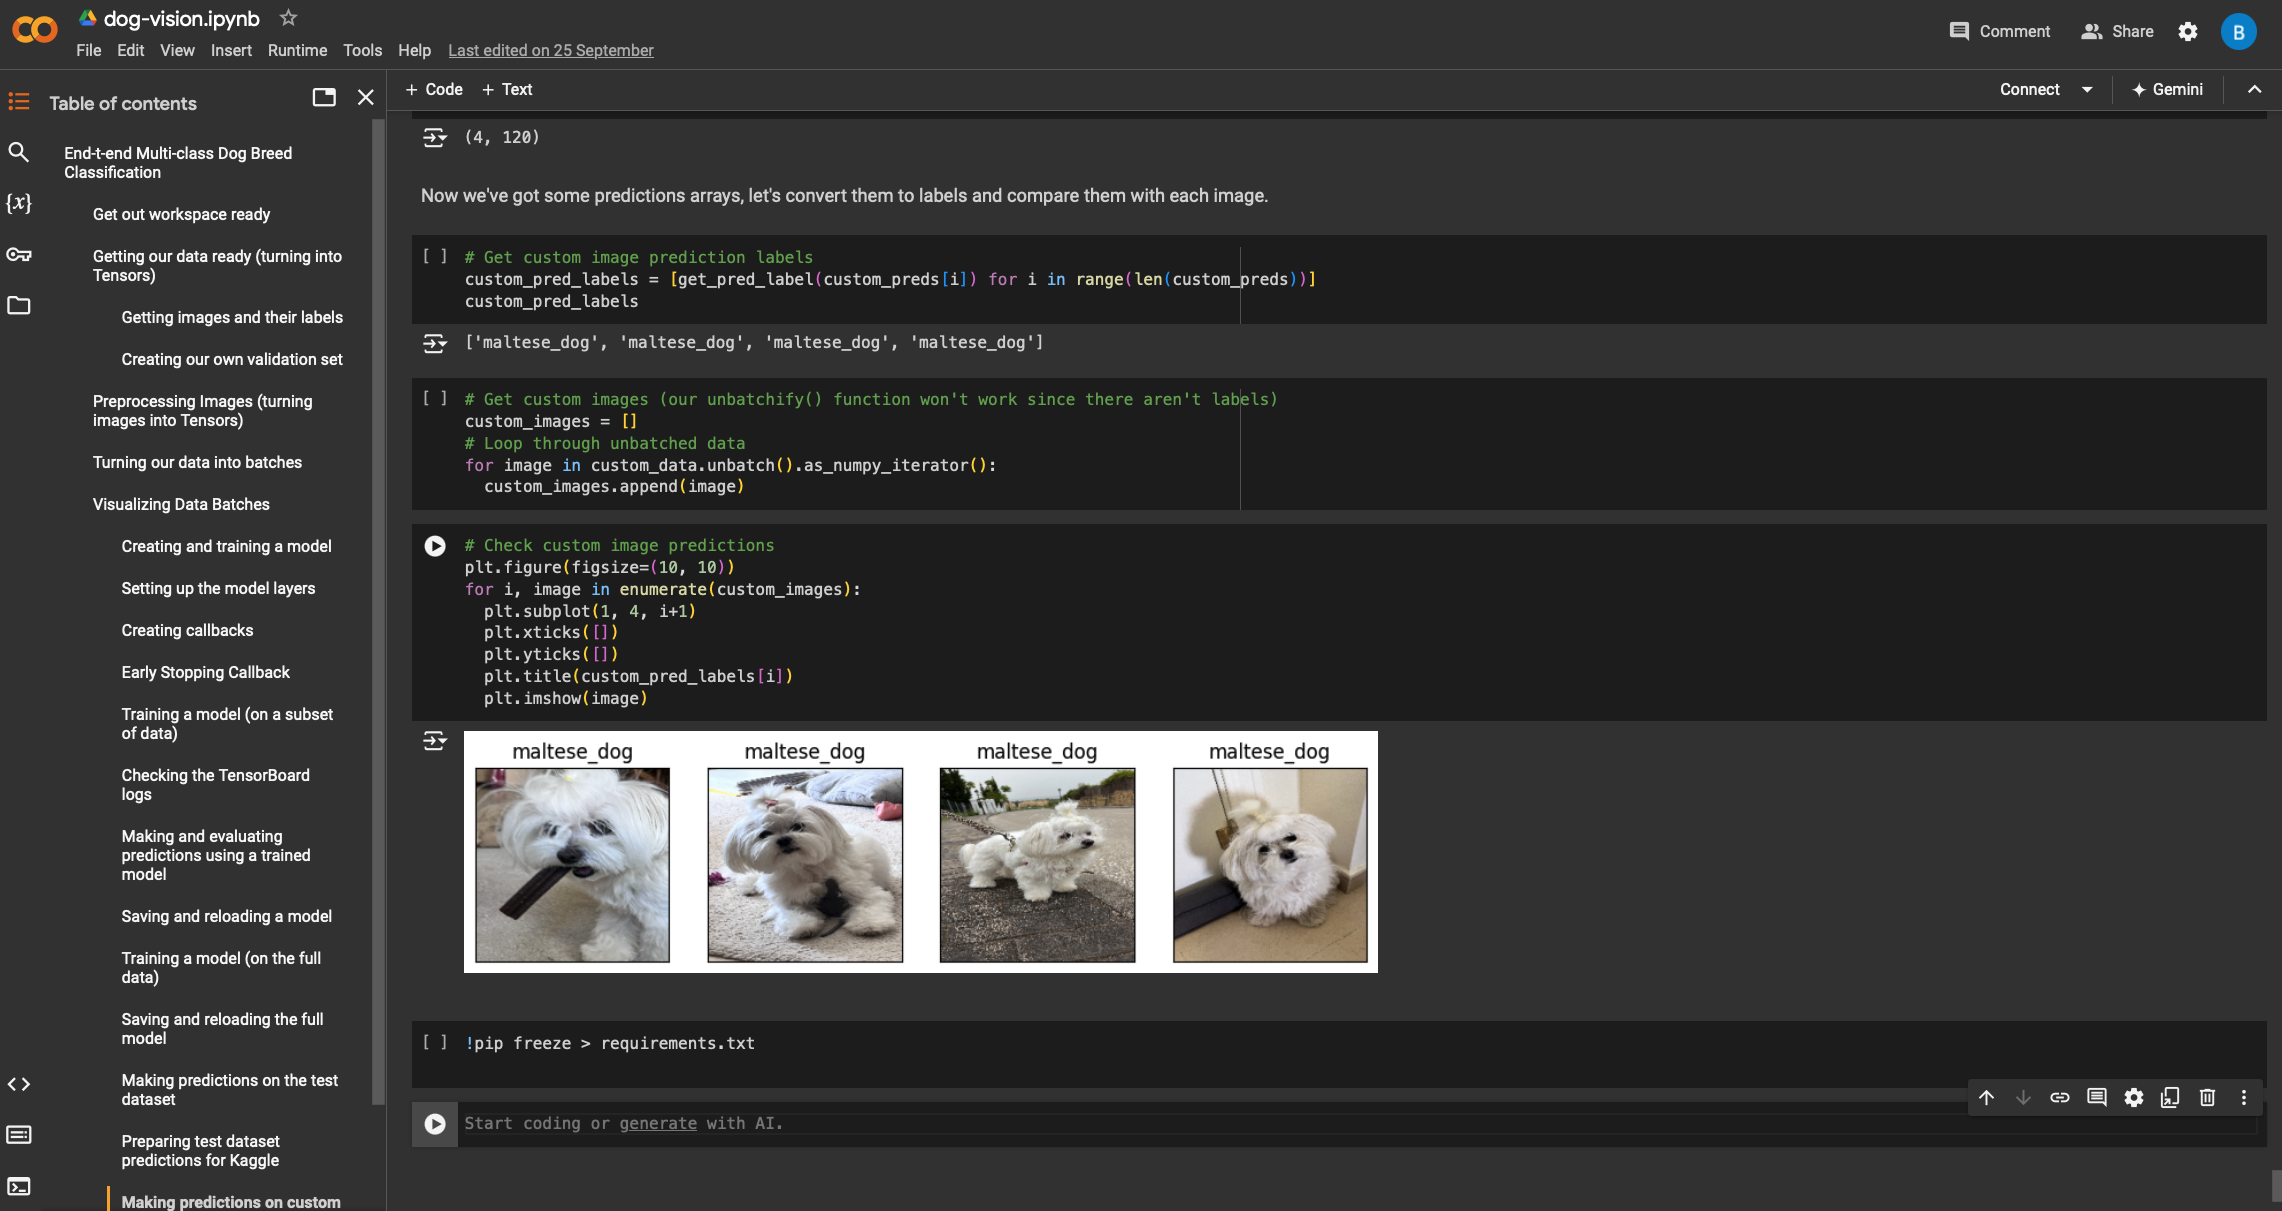 dog-vision.ipynb
File Edit View Insert Runtime Tools Help Last edited on 25 September
Comment Share B
Table of contents
+ Code + Text
Connect Gemini
End-t-end Multi-class Dog Breed
Classification
Get out workspace ready
Getting our data ready (turning into
Tensors)
Getting images and their labels
Creating our own validation set
Preprocessing Images (turning
images into Tensors)
Turning our data into batches
Visualizing Data Batches
Creating and training a model
Setting up the model layers
Creating callbacks
Early Stopping Callback
Training a model (on a subset
of data)
Checking the TensorBoard
logs
Making and evaluating
predictions using a trained
model
Saving and reloading a model
Training a model (on the full
data)
Saving and reloading the full
model
Making predictions on the test
dataset
Preparing test dataset
predictions for Kaggle
Making predictions on custom
(4, 120)
Now we've got some predictions arrays, let's convert them to labels and compare them with each image.
[ ] # Get custom image prediction labels
custom_pred_labels = [get_pred_label(custom_preds[i]) for i in range(len(custom_preds))]
custom_pred_labels
['maltese_dog', 'maltese_dog', 'maltese_dog', 'maltese_dog']
[ ] # Get custom images (our unbatchify() function won't work since there aren't labels)
custom_images = []
# Loop through unbatched data
for image in custom_data.unbatch().as_numpy_iterator():
  custom_images.append(image)
# Check custom image predictions
plt.figure(figsize=(10, 10))
for i, image in enumerate(custom_images):
  plt.subplot(1, 4, i+1)
  plt.xticks([])
  plt.yticks([])
  plt.title(custom_pred_labels[i])
  plt.imshow(image)
maltese_dog maltese_dog maltese_dog maltese_dog
[ ] !pip freeze > requirements.txt
Start coding or generate with AI.